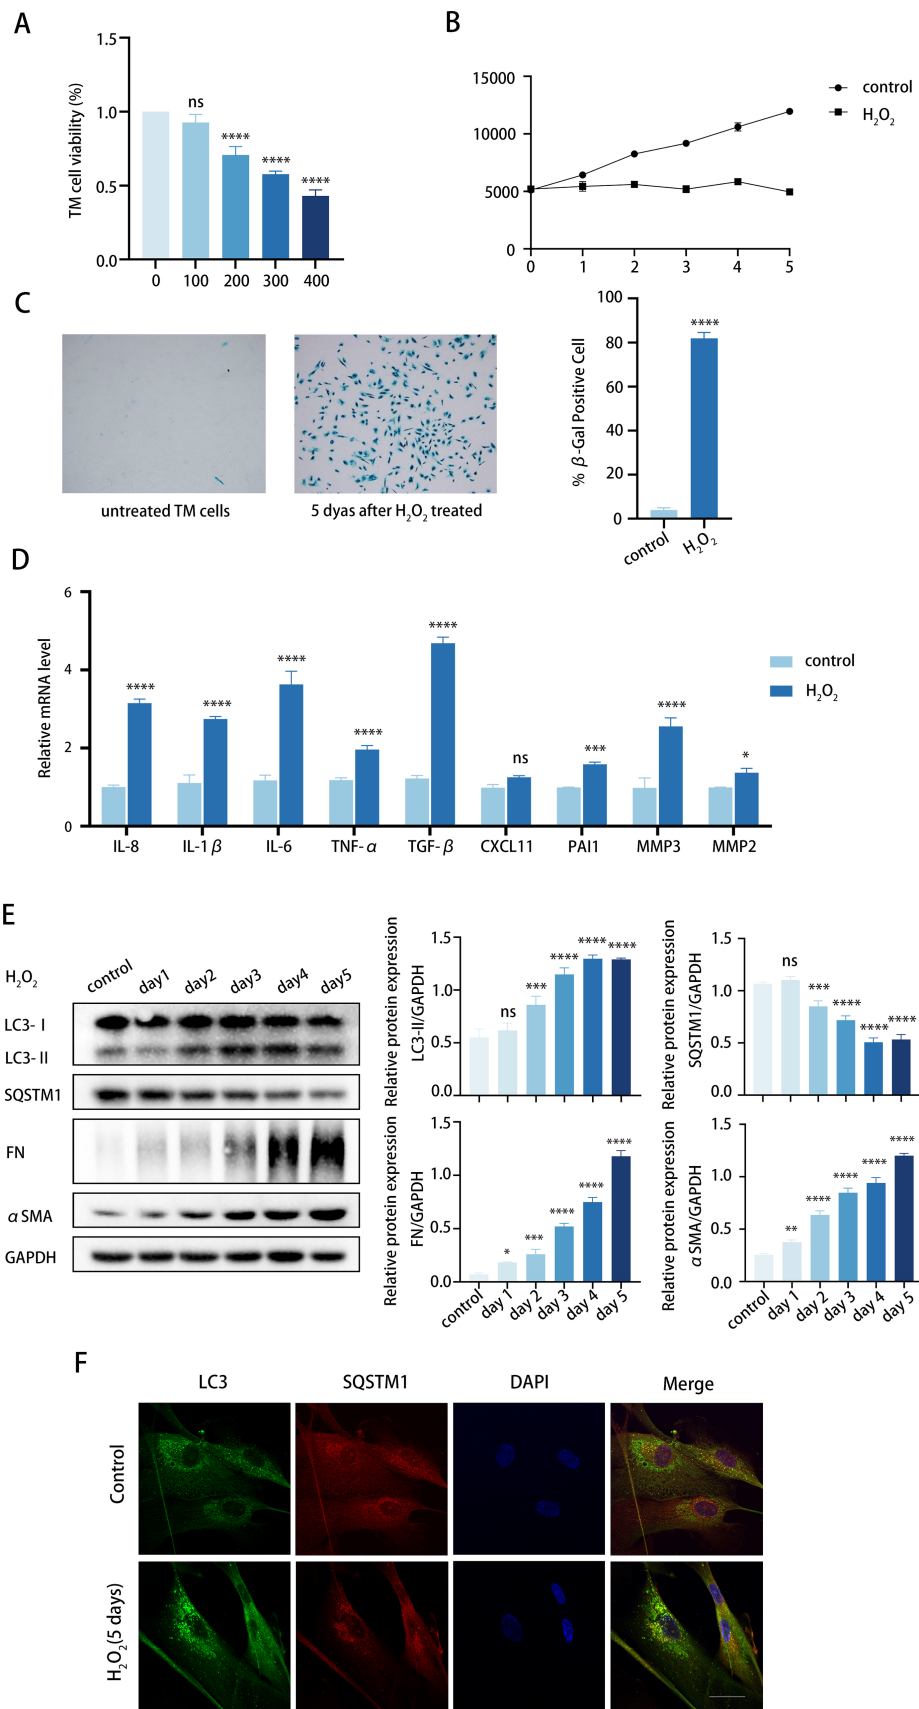 A
1.5
1.0
0.5
0.0
TM cell viability (%)
ns
****
****
****
0 100 200 300 400
B
15000
10000
5000
0
0 1 2 3 4 5
control
H₂O₂
C
untreated TM cells
5 dyas after H₂O₂ treated
100
80
60
40
20
0
% β-Gal Positive Cell
****
control
H₂O₂
D
6
4
2
0
Relative mRNA level
****
****
****
****
****
ns
***
****
*
control
H₂O₂
IL-8 IL-1 β IL-6 TNF- α TGF- β CXCL11 PAI1 MMP3 MMP2
E
H₂O₂
control day1 day2 day3 day4 day5
LC3- I
LC3- II
SQSTM1
FN
α SMA
GAPDH
Relative protein expression
LC3-II/GAPDH
1.5
1.0
0.5
0.0
ns *** **** **** ****
Relative protein expression
SQSTM1/GAPDH
1.5
1.0
0.5
0.0
ns *** **** **** ****
Relative protein expression
FN/GAPDH
1.5
1.0
0.5
0.0
* *** **** **** ****
control day 1 day 2 day 3 day 4 day 5
Relative protein expression
α SMA/GAPDH
1.5
1.0
0.5
0.0
** **** **** **** ****
control day 1 day 2 day 3 day 4 day 5
F
LC3 SQSTM1 DAPI Merge
Control
H₂O₂(5 days)